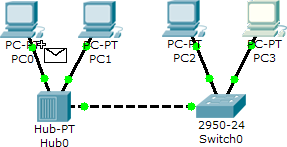 PC-PT PC-PT PC-PT PC-PT
PC0 PC1 PC2 PC3
Hub-PT 2950-24
Hub0 Switch0